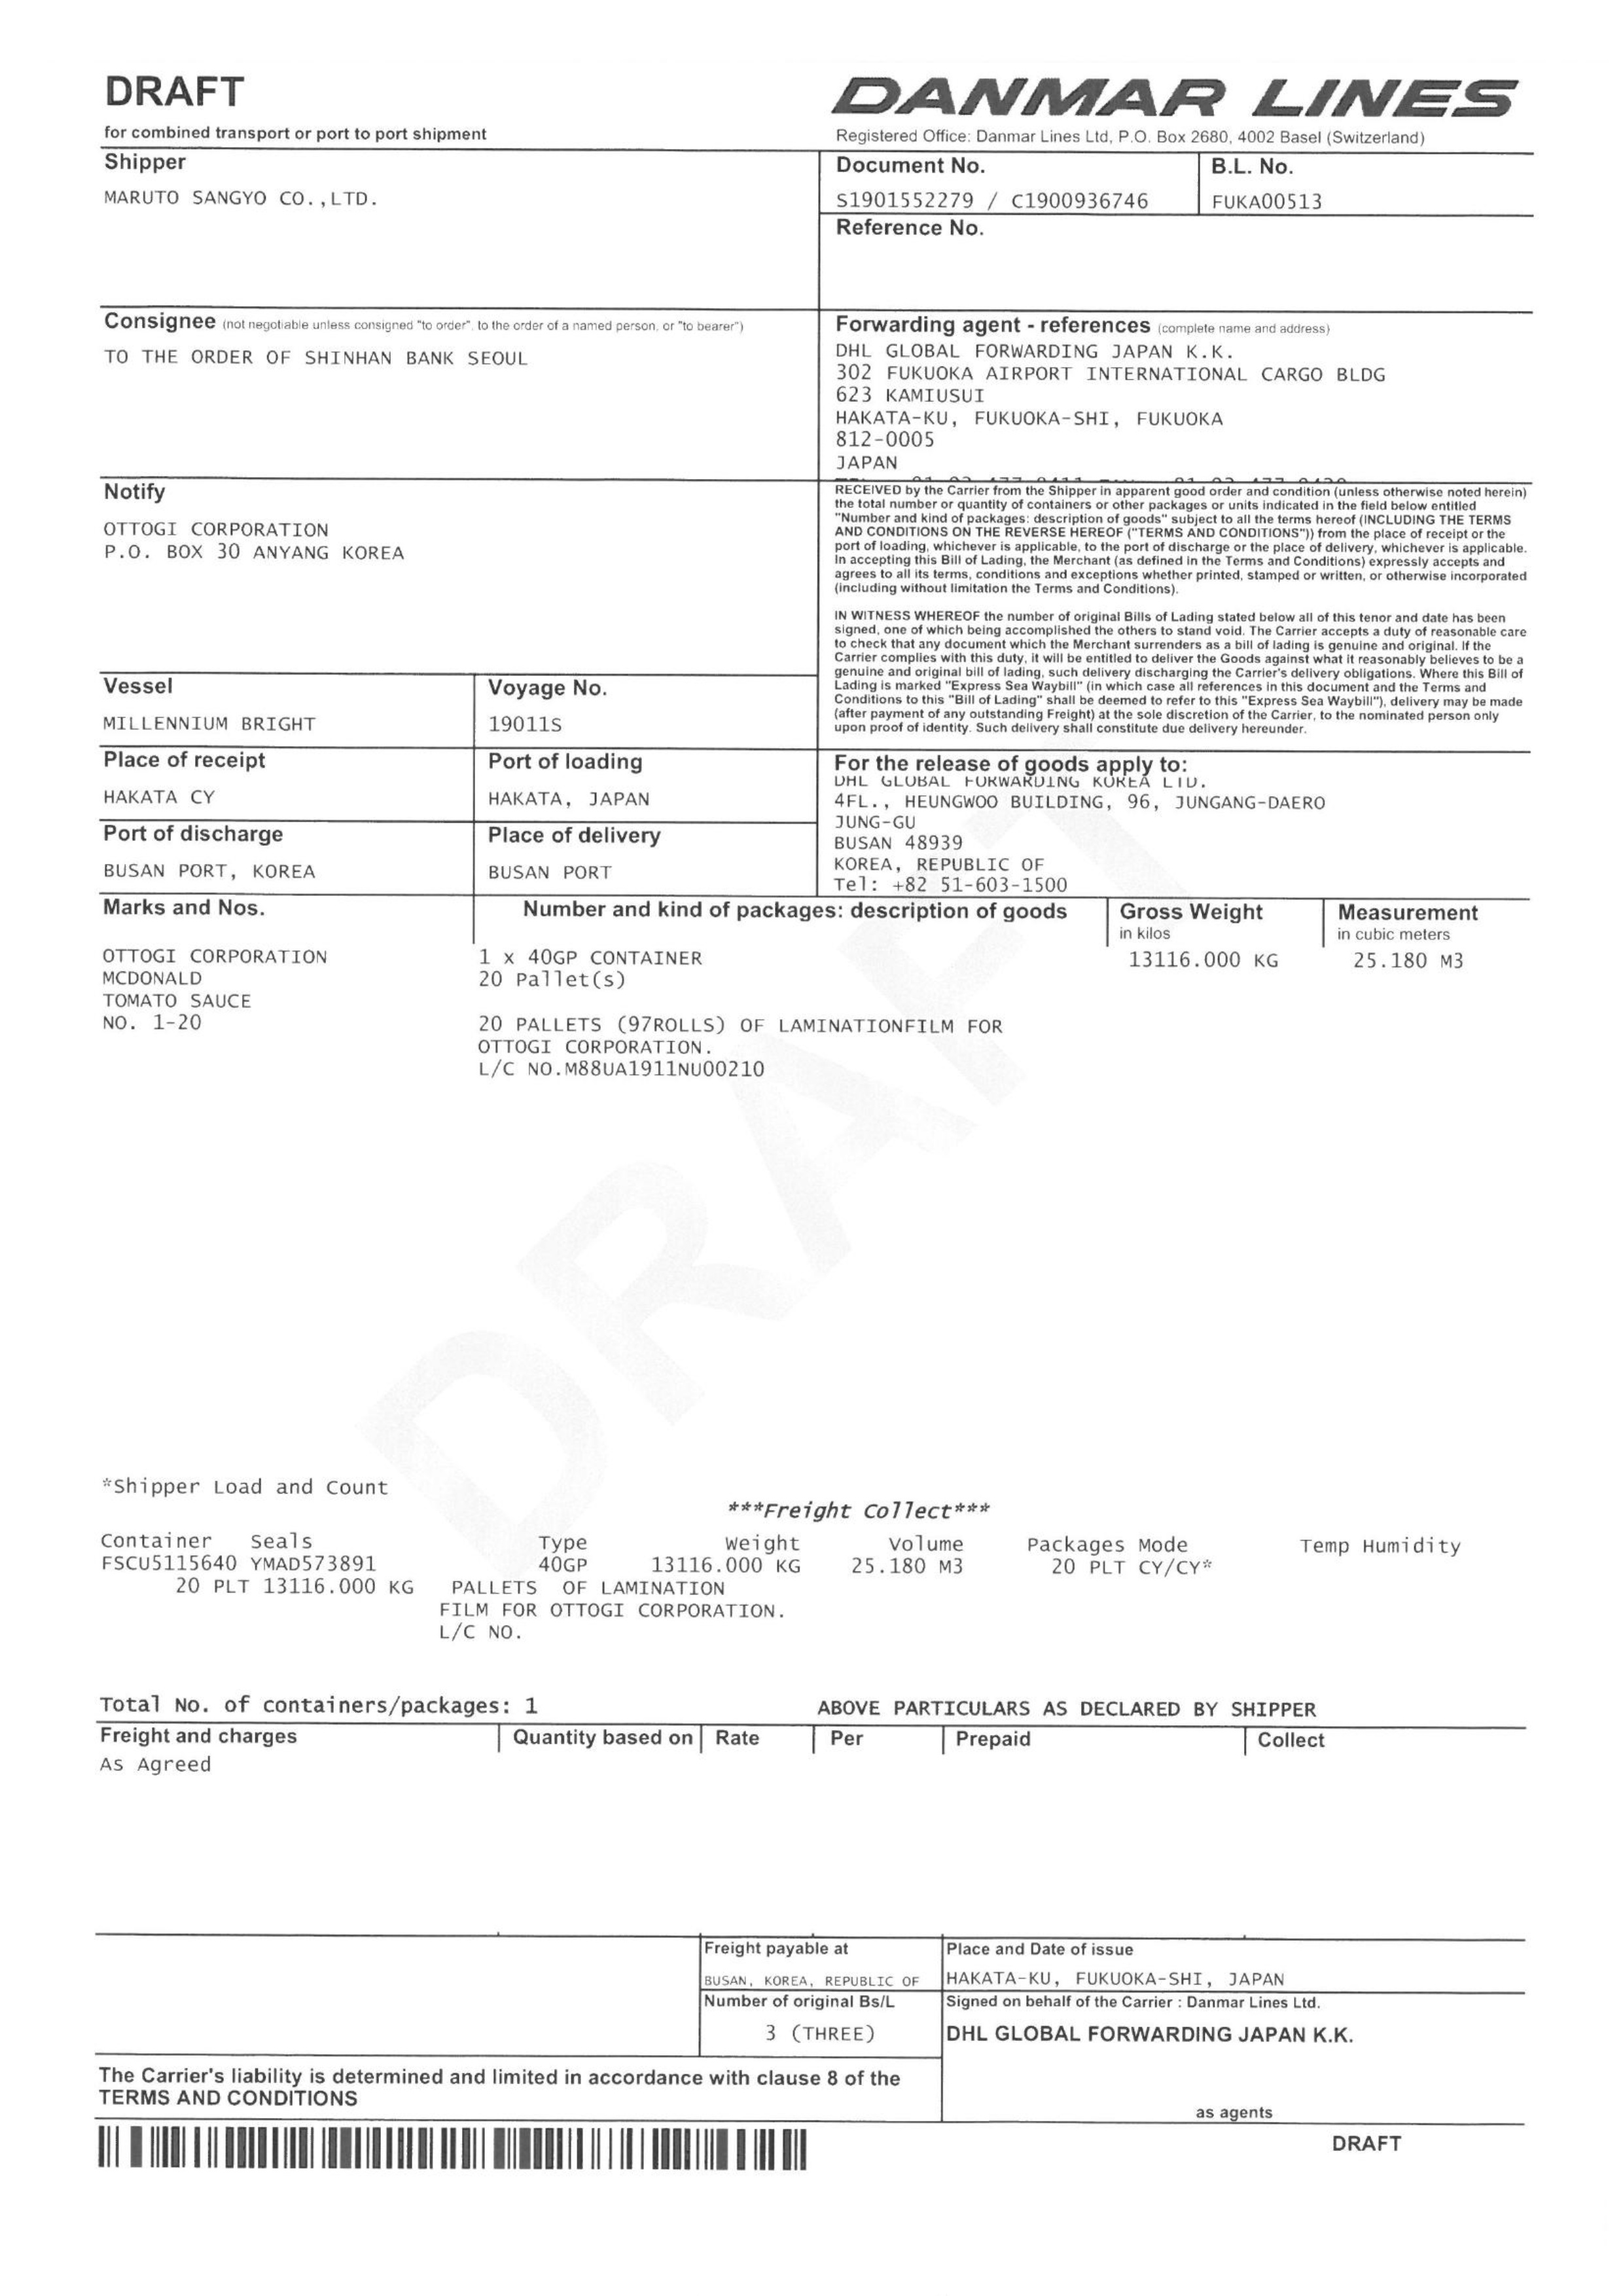 DRAFT
for combined transport or port to port shipment
DANMAR LINES
Registered Office: Danmar Lines Ltd, P.O. Box 2680, 4002 Basel (Switzerland)
Shipper
MARUTO SANGYO CO.,LTD.
Document No.
S1901552279 / C1900936746
B.L. No.
FUKA00513
Reference No.
Consignee (not negotiable unless consigned "to order", to the order of a named person, or "to bearer")
TO THE ORDER OF SHINHAN BANK SEOUL
Forwarding agent - references (complete name and address)
DHL GLOBAL FORWARDING JAPAN K.K.
302 FUKUOKA AIRPORT INTERNATIONAL CARGO BLDG
623 KAMIUSUI
HAKATA-KU, FUKUOKA-SHI, FUKUOKA
812-0005
JAPAN
Notify
OTTOGI CORPORATION
P.O. BOX 30 ANYANG KOREA
RECEIVED by the Carrier from the Shipper in apparent good order and condition (unless otherwise noted herein)
the total number or quantity of containers or other packages or units indicated in the field below entitled
"Number and kind of packages: description of goods" subject to all the terms hereof (INCLUDING THE TERMS
AND CONDITIONS ON THE REVERSE HEREOF ("TERMS AND CONDITIONS")) from the place of receipt or the
port of loading, whichever is applicable, to the port of discharge or the place of delivery, whichever is applicable.
In accepting this Bill of Lading, the Merchant (as defined in the Terms and Conditions) expressly accepts and
agrees to all its terms, conditions and exceptions whether printed, stamped or written, or otherwise incorporated
(including without limitation the Terms and Conditions).
IN WITNESS WHEREOF the number of original Bills of Lading stated below all of this tenor and date has been
signed, one of which being accomplished the others to stand void. The Carrier accepts a duty of reasonable care
to check that any document which the Merchant surrenders as a bill of lading is genuine and original. If the
Carrier complies with this duty, it will be entitled to deliver the Goods against what it reasonably believes to be a
genuine and original bill of lading, such delivery discharging the Carrier's delivery obligations. Where this Bill of
Lading is marked "Express Sea Waybill" (in which case all references in this document and the Terms and
Conditions to this "Bill of Lading" shall be deemed to refer to this "Express Sea Waybill"), delivery may be made
(after payment of any outstanding Freight) at the sole discretion of the Carrier, to the nominated person only
upon proof of identity. Such delivery shall constitute due delivery hereunder.
Vessel
MILLENNIUM BRIGHT
Voyage No.
19011S
Place of receipt
HAKATA CY
Port of loading
HAKATA, JAPAN
Port of discharge
BUSAN PORT, KOREA
Place of delivery
BUSAN PORT
For the release of goods apply to:
DHL GLOBAL FORWARDING KOREA LTD.
4FL., HEUNGWOO BUILDING, 96, JUNGANG-DAERO
JUNG-GU
BUSAN 48939
KOREA, REPUBLIC OF
Tel: +82 51-603-1500
Marks and Nos.
Number and kind of packages: description of goods
Gross Weight
in kilos
Measurement
in cubic meters
OTTOGI CORPORATION
MCDONALD
TOMATO SAUCE
NO. 1-20
1 x 40GP CONTAINER
20 Pallet(s)
13116.000 KG
25.180 M3
20 PALLETS (97ROLLS) OF LAMINATIONFILM FOR
OTTOGI CORPORATION.
L/C NO.M88UA1911NU00210
DRAFT
*Shipper Load and Count
***Freight Collect***
Container Seals Type Weight Volume Packages Mode Temp Humidity
FSCU5115640 YMAD573891 40GP 13116.000 KG 25.180 M3 20 PLT CY/CY*
20 PLT 13116.000 KG PALLETS OF LAMINATION
FILM FOR OTTOGI CORPORATION.
L/C NO.
Total No. of containers/packages: 1
ABOVE PARTICULARS AS DECLARED BY SHIPPER
Freight and charges Quantity based on Rate Per Prepaid Collect
As Agreed
Freight payable at
BUSAN, KOREA, REPUBLIC OF
Place and Date of issue
HAKATA-KU, FUKUOKA-SHI, JAPAN
Number of original Bs/L
3 (THREE)
Signed on behalf of the Carrier : Danmar Lines Ltd.
DHL GLOBAL FORWARDING JAPAN K.K.
The Carrier's liability is determined and limited in accordance with clause 8 of the
TERMS AND CONDITIONS
as agents
DRAFT